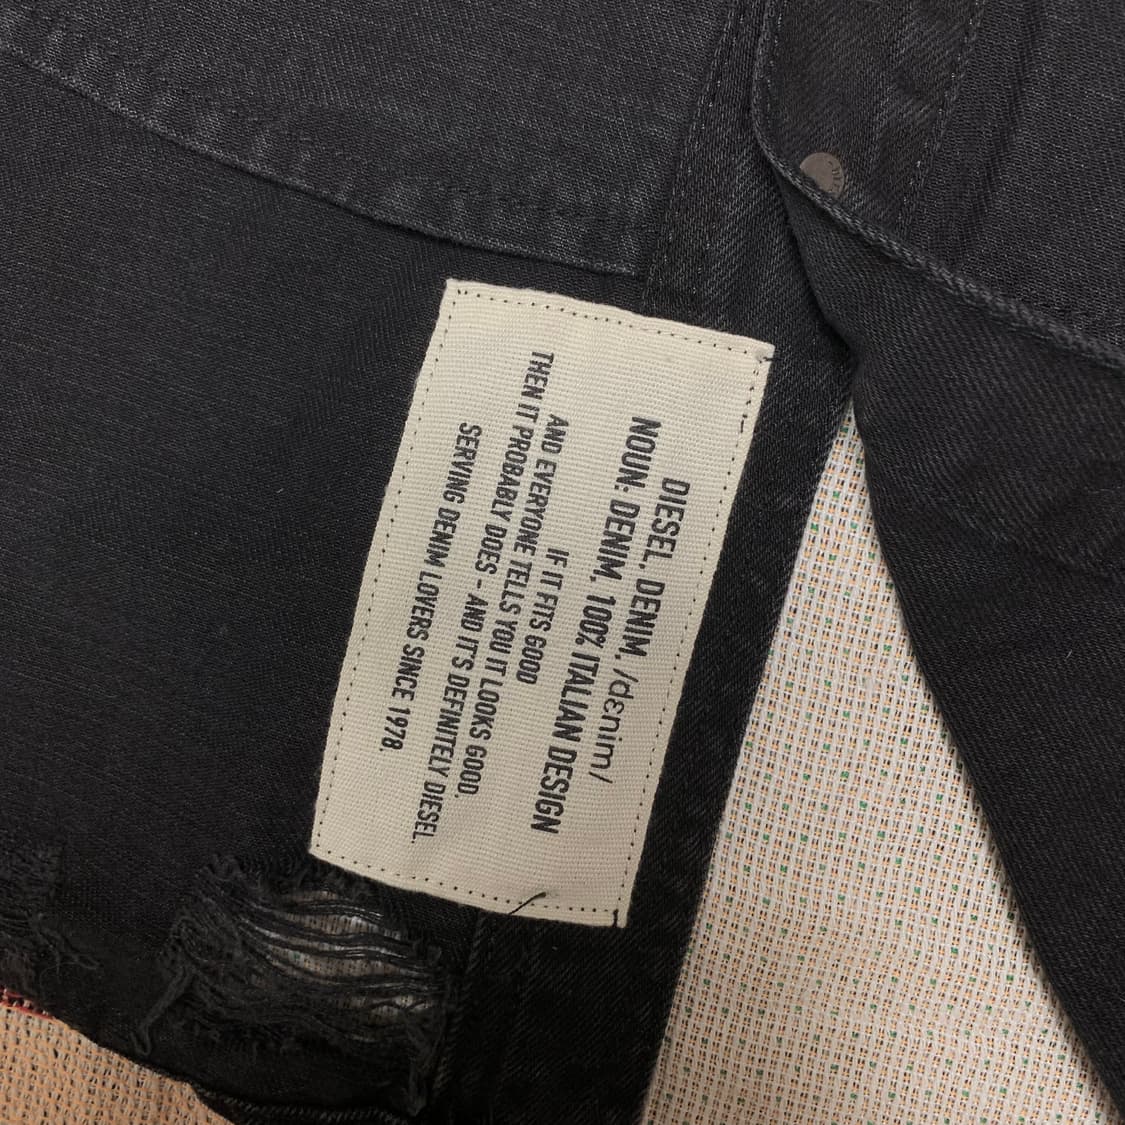 DIESEL. DENIM. /dɛnim/
NOUN: DENIM, 100% ITALIAN DESIGN
IF IT FITS GOOD
AND EVERYONE TELLS YOU IT LOOKS GOOD.
THEN IT PROBABLY DOES - AND IT'S DEFINITELY DIESEL.
SERVING DENIM LOVERS SINCE 1978.